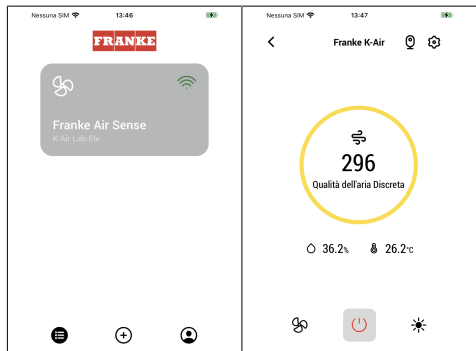 Nessuna SIM 13:46
FRANKE
Franke Air Sense
K-Air Lab-Ele
Nessuna SIM 13:47
Franke K-Air
296
Qualità dell'aria Discreta
36.2% 26.2°C